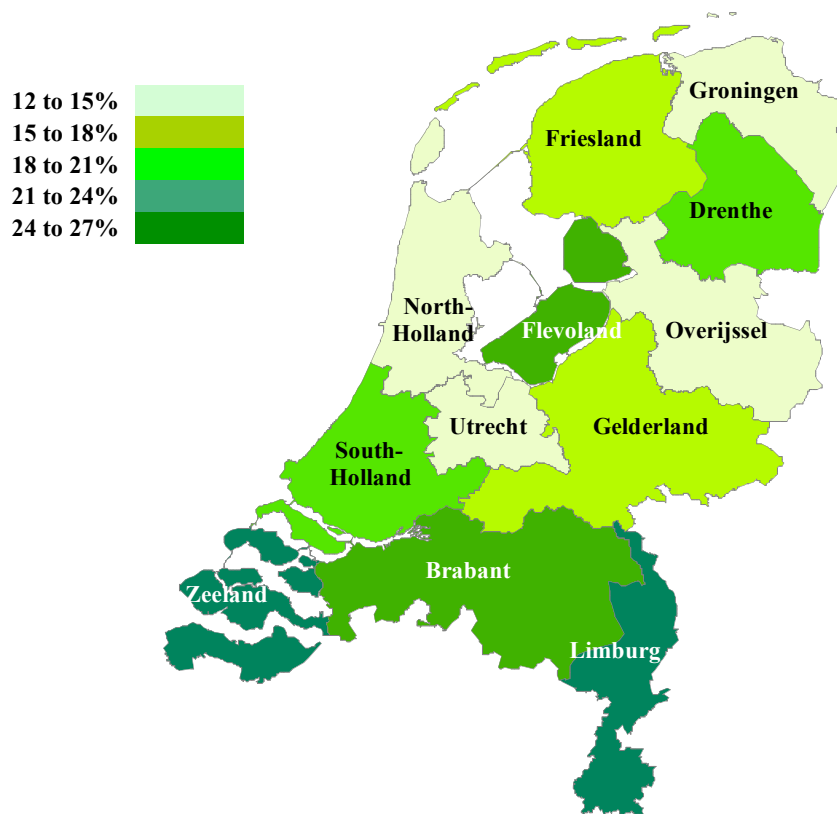 12 to 15%
15 to 18%
18 to 21%
21 to 24%
24 to 27%
Groningen
Friesland
Drenthe
North-
Holland
Flevoland
Overijssel
Utrecht
Gelderland
South-
Holland
Brabant
Zeeland
Limburg